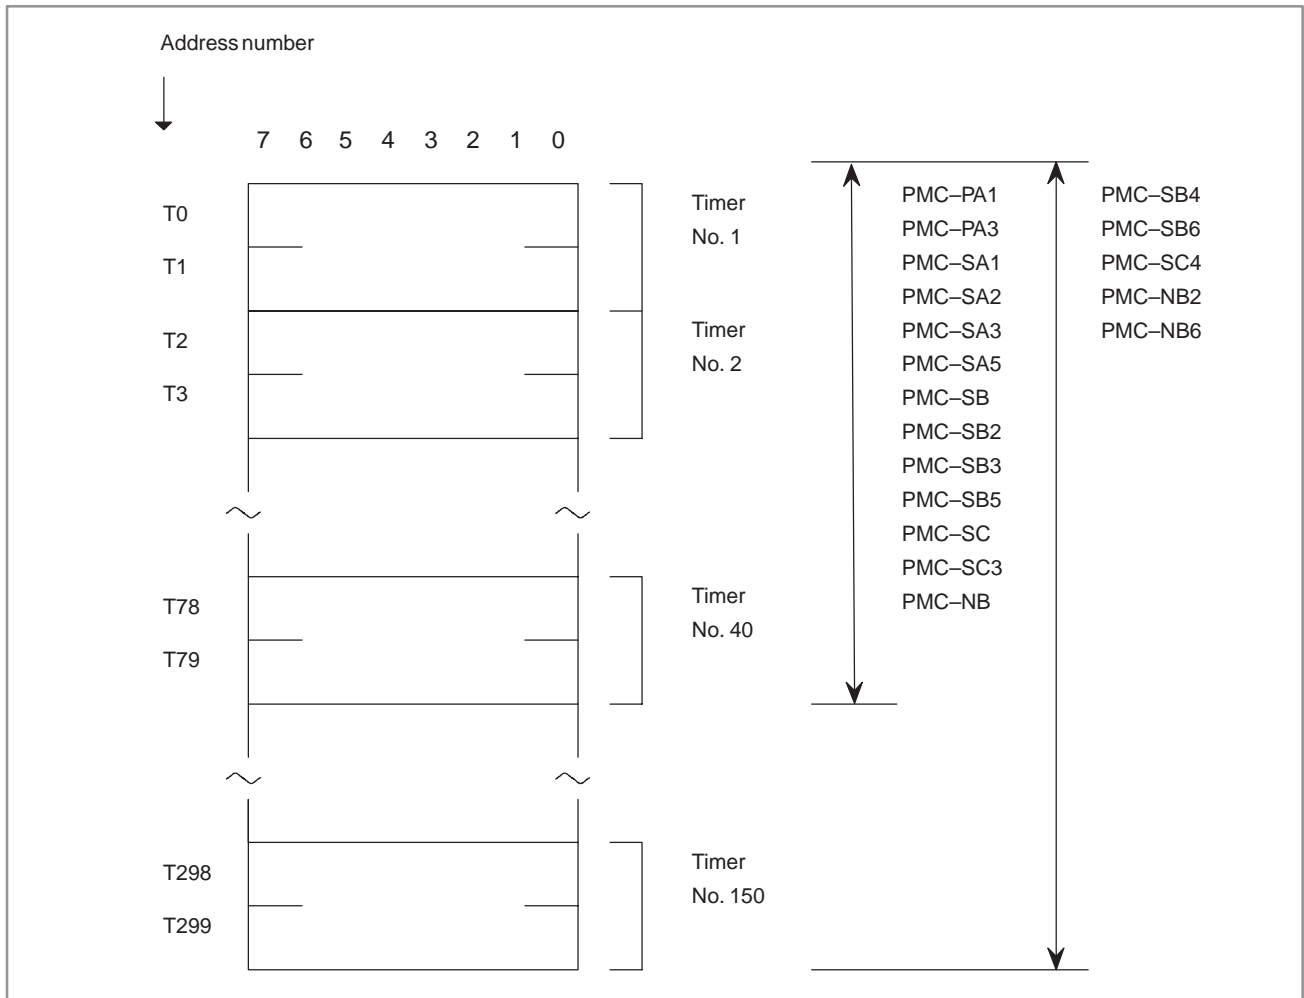 Address number
7 6 5 4 3 2 1 0
T0
T1
Timer
No. 1
T2
T3
Timer
No. 2
T78
T79
Timer
No. 40
T298
T299
Timer
No. 150
PMC–PA1
PMC–PA3
PMC–SA1
PMC–SA2
PMC–SA3
PMC–SA5
PMC–SB
PMC–SB2
PMC–SB3
PMC–SB5
PMC–SC
PMC–SC3
PMC–NB
PMC–SB4
PMC–SB6
PMC–SC4
PMC–NB2
PMC–NB6